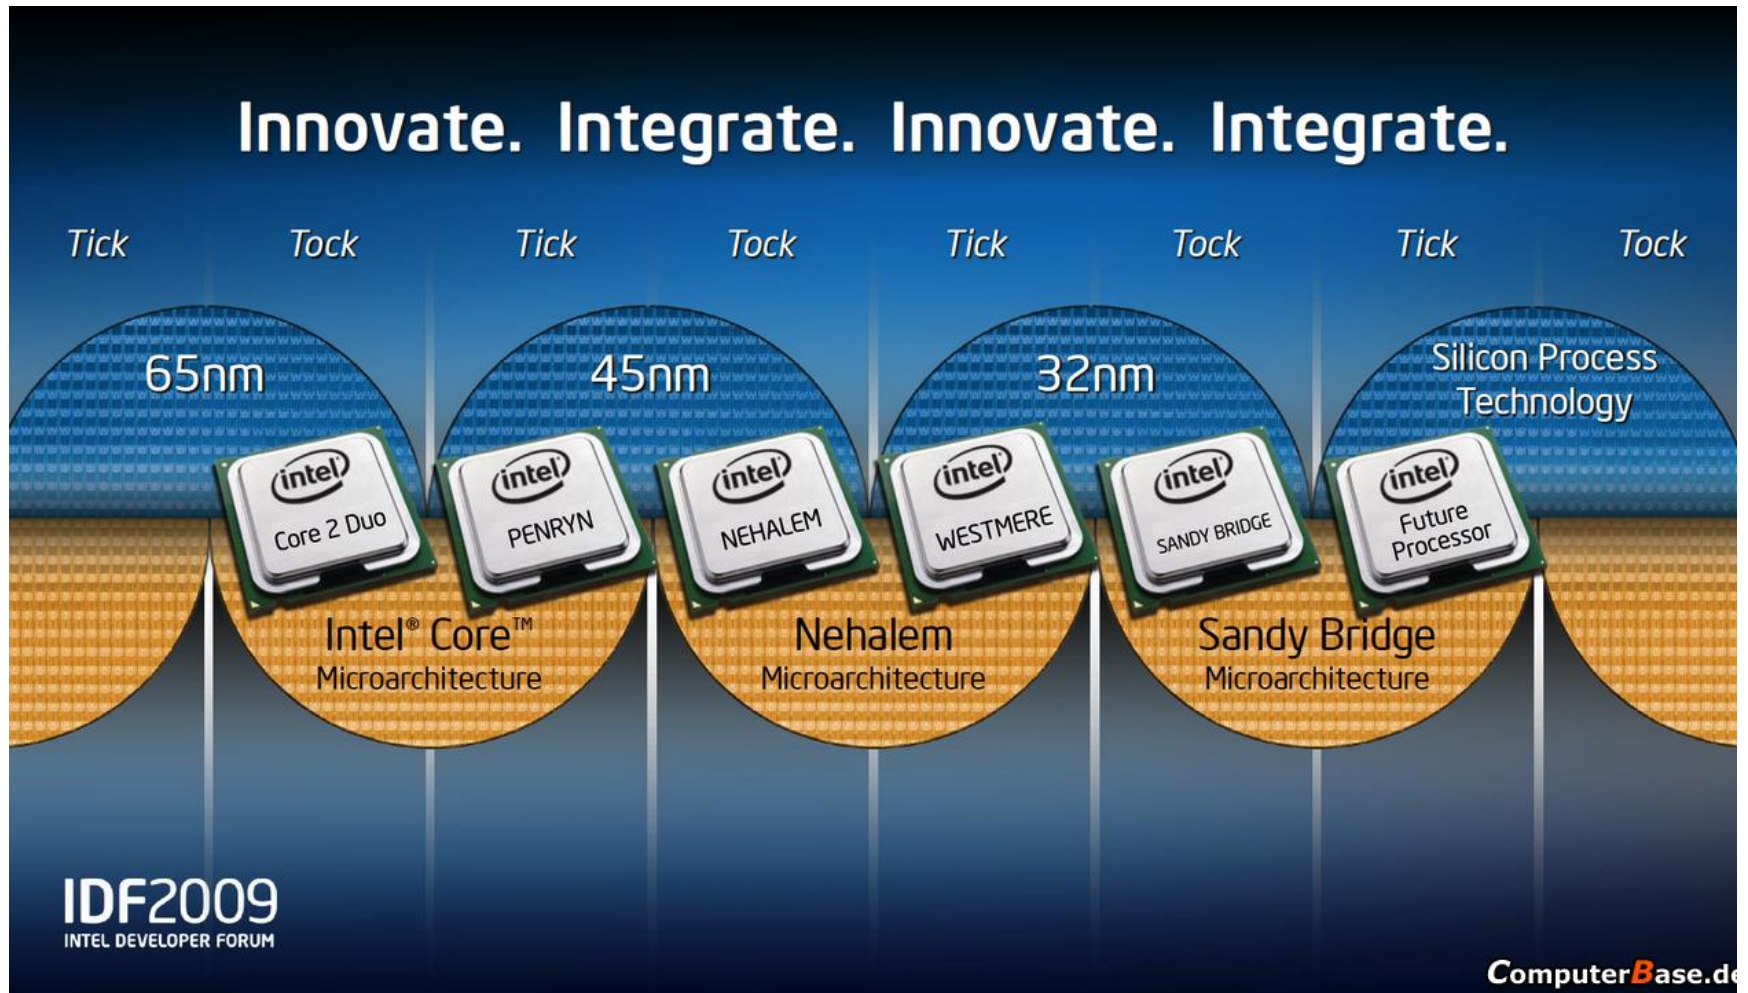 Innovate. Integrate. Innovate. Integrate.
Tick Tock Tick Tock Tick Tock Tick Tock
65nm
45nm
32nm
Silicon Process
Technology
intel
Core 2 Duo
intel
PENRYN
intel
NEHALEM
intel
WESTMERE
intel
SANDY BRIDGE
intel
Future
Processor
Intel® Core™
Microarchitecture
Nehalem
Microarchitecture
Sandy Bridge
Microarchitecture
IDF2009
INTEL DEVELOPER FORUM
ComputerBase.de